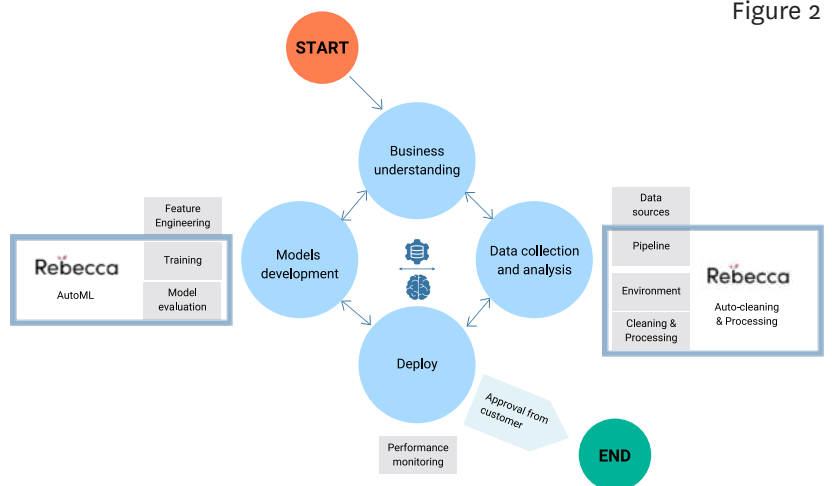 Figure 2
START
Business
understanding
Feature
Engineering
Training
Model
evaluation
Rebecca
AutoML
Models
development
Data collection
and analysis
Data
sources
Pipeline
Environment
Cleaning &
Processing
Rebecca
Auto-cleaning
& Processing
Deploy
Approval from
customer
Performance
monitoring
END